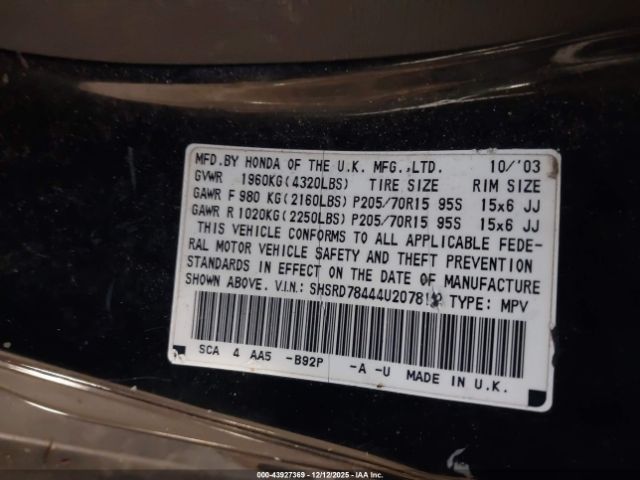 MFD.BY HONDA OF THE U.K. MFG.,LTD. 10/'03
GVWR 1960KG(4320LBS) TIRE SIZE RIM SIZE
GAWR F 980 KG(2160LBS) P205/70R15 95S 15x6 JJ
GAWR R 1020KG(2250LBS) P205/70R15 95S 15x6 JJ
THIS VEHICLE CONFORMS TO ALL APPLICABLE FEDE-
RAL MOTOR VEHICLE SAFETY AND THEFT PREVENTION
STANDARDS IN EFFECT ON THE DATE OF MANUFACTURE
SHOWN ABOVE. V.I.N.: TYPE: MPV
SCA 4 AA5 -B92P -A -U MADE IN U.K.
000-43927369 - 12/12/2025 - IAA